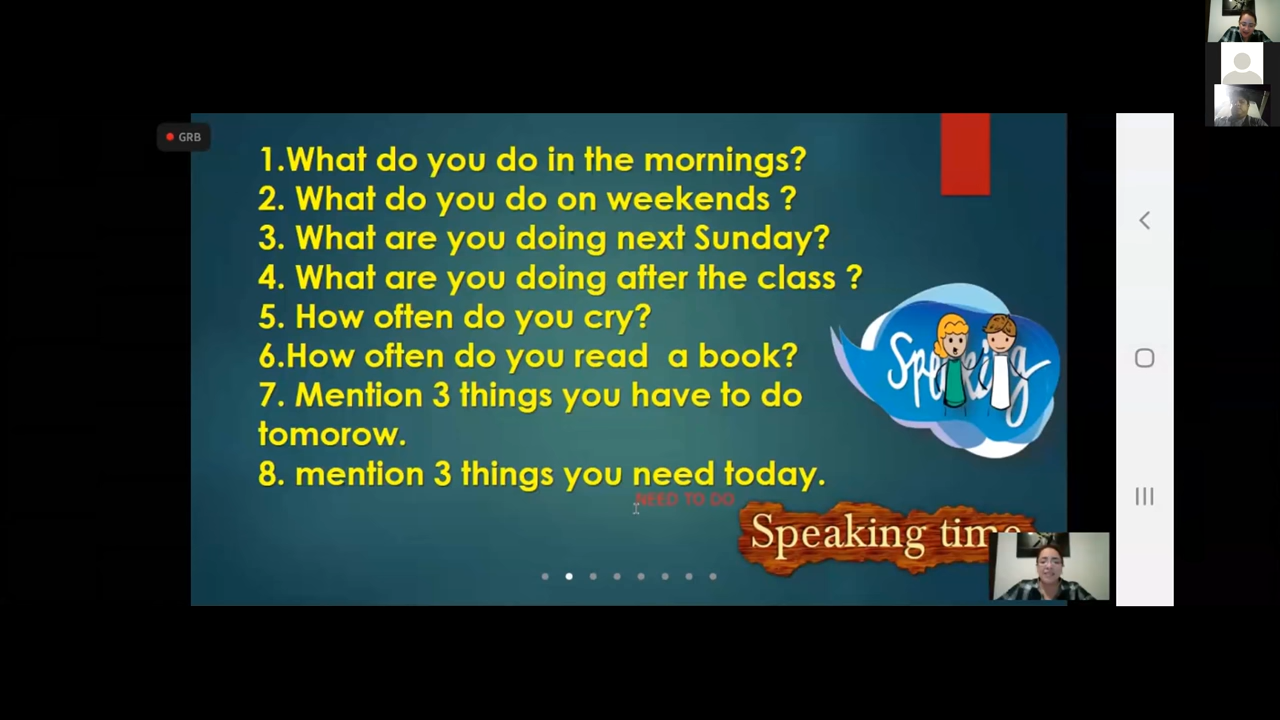 GRB
1.What do you do in the mornings?
2. What do you do on weekends ?
3. What are you doing next Sunday?
4. What are you doing after the class ?
5. How often do you cry?
6.How often do you read a book?
7. Mention 3 things you have to do
tomorow.
8. mention 3 things you need today.
NEED TO DO
Speaking
Speaking time